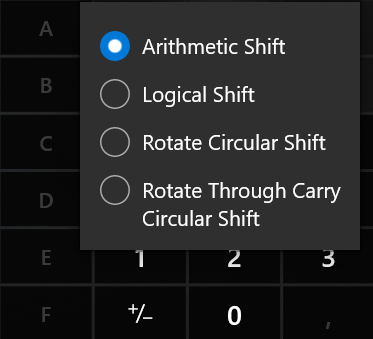 A
Arithmetic Shift
B
Logical Shift
C
Rotate Circular Shift
D
Rotate Through Carry
Circular Shift
E 1 2 3
F +/− 0 ,